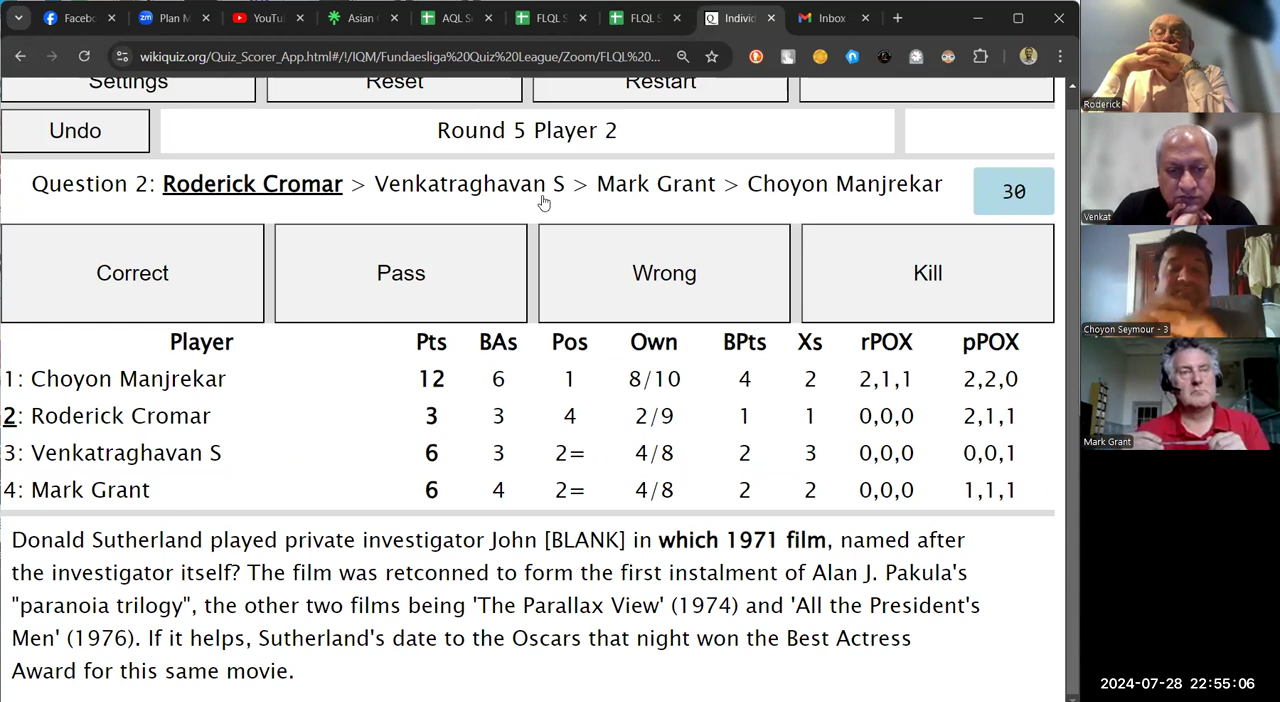 Facebo
Plan M
YouTu
Asian
AQL S
FLQL S
FLQL S
Individ
Inbox
wikiquiz.org/Quiz_Scorer_App.html#/!/IQM/Fundaesliga%20Quiz%20League/Zoom/FLQL%20...
Settings Reset Restart
Undo Round 5 Player 2
Question 2: Roderick Cromar > Venkatraghavan S > Mark Grant > Choyon Manjrekar 30
Correct Pass Wrong Kill
Player Pts BAs Pos Own BPts Xs rPOX pPOX
1: Choyon Manjrekar 12 6 1 8/10 4 2 2,1,1 2,2,0
2: Roderick Cromar 3 3 4 2/9 1 1 0,0,0 2,1,1
3: Venkatraghavan S 6 3 2= 4/8 2 3 0,0,0 0,0,1
4: Mark Grant 6 4 2= 4/8 2 2 0,0,0 1,1,1
Donald Sutherland played private investigator John [BLANK] in which 1971 film, named after
the investigator itself? The film was retconned to form the first instalment of Alan J. Pakula's
"paranoia trilogy", the other two films being 'The Parallax View' (1974) and 'All the President's
Men' (1976). If it helps, Sutherland's date to the Oscars that night won the Best Actress
Award for this same movie.
Roderick
Venkat
Choyon Seymour - 3
Mark Grant
2024-07-28 22:55:06